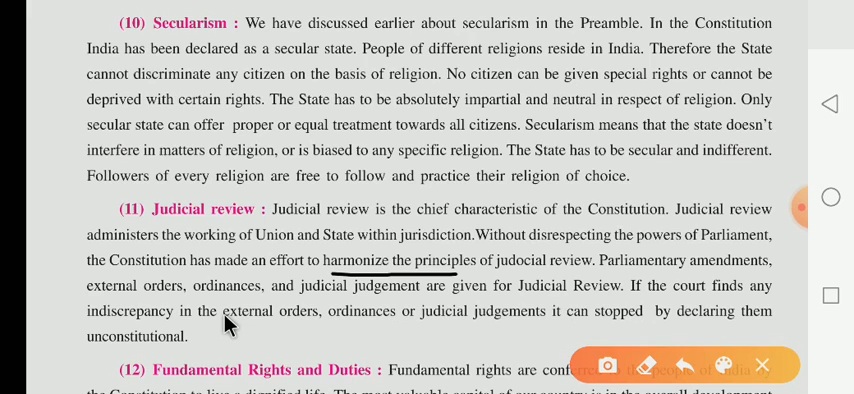 (10) Secularism : We have discussed earlier about secularism in the Preamble. In the Constitution
India has been declared as a secular state. People of different religions reside in India. Therefore the State
cannot discriminate any citizen on the basis of religion. No citizen can be given special rights or cannot be
deprived with certain rights. The State has to be absolutely impartial and neutral in respect of religion. Only
secular state can offer proper or equal treatment towards all citizens. Secularism means that the state doesn't
interfere in matters of religion, or is biased to any specific religion. The State has to be secular and indifferent.
Followers of every religion are free to follow and practice their religion of choice.
(11) Judicial review : Judicial review is the chief characteristic of the Constitution. Judicial review
administers the working of Union and State within jurisdiction.Without disrespecting the powers of Parliament,
the Constitution has made an effort to harmonize the principles of judocial review. Parliamentary amendments,
external orders, ordinances, and judicial judgement are given for Judicial Review. If the court finds any
indiscrepancy in the external orders, ordinances or judicial judgements it can stopped by declaring them
unconstitutional.
(12) Fundamental Rights and Duties : Fundamental rights are